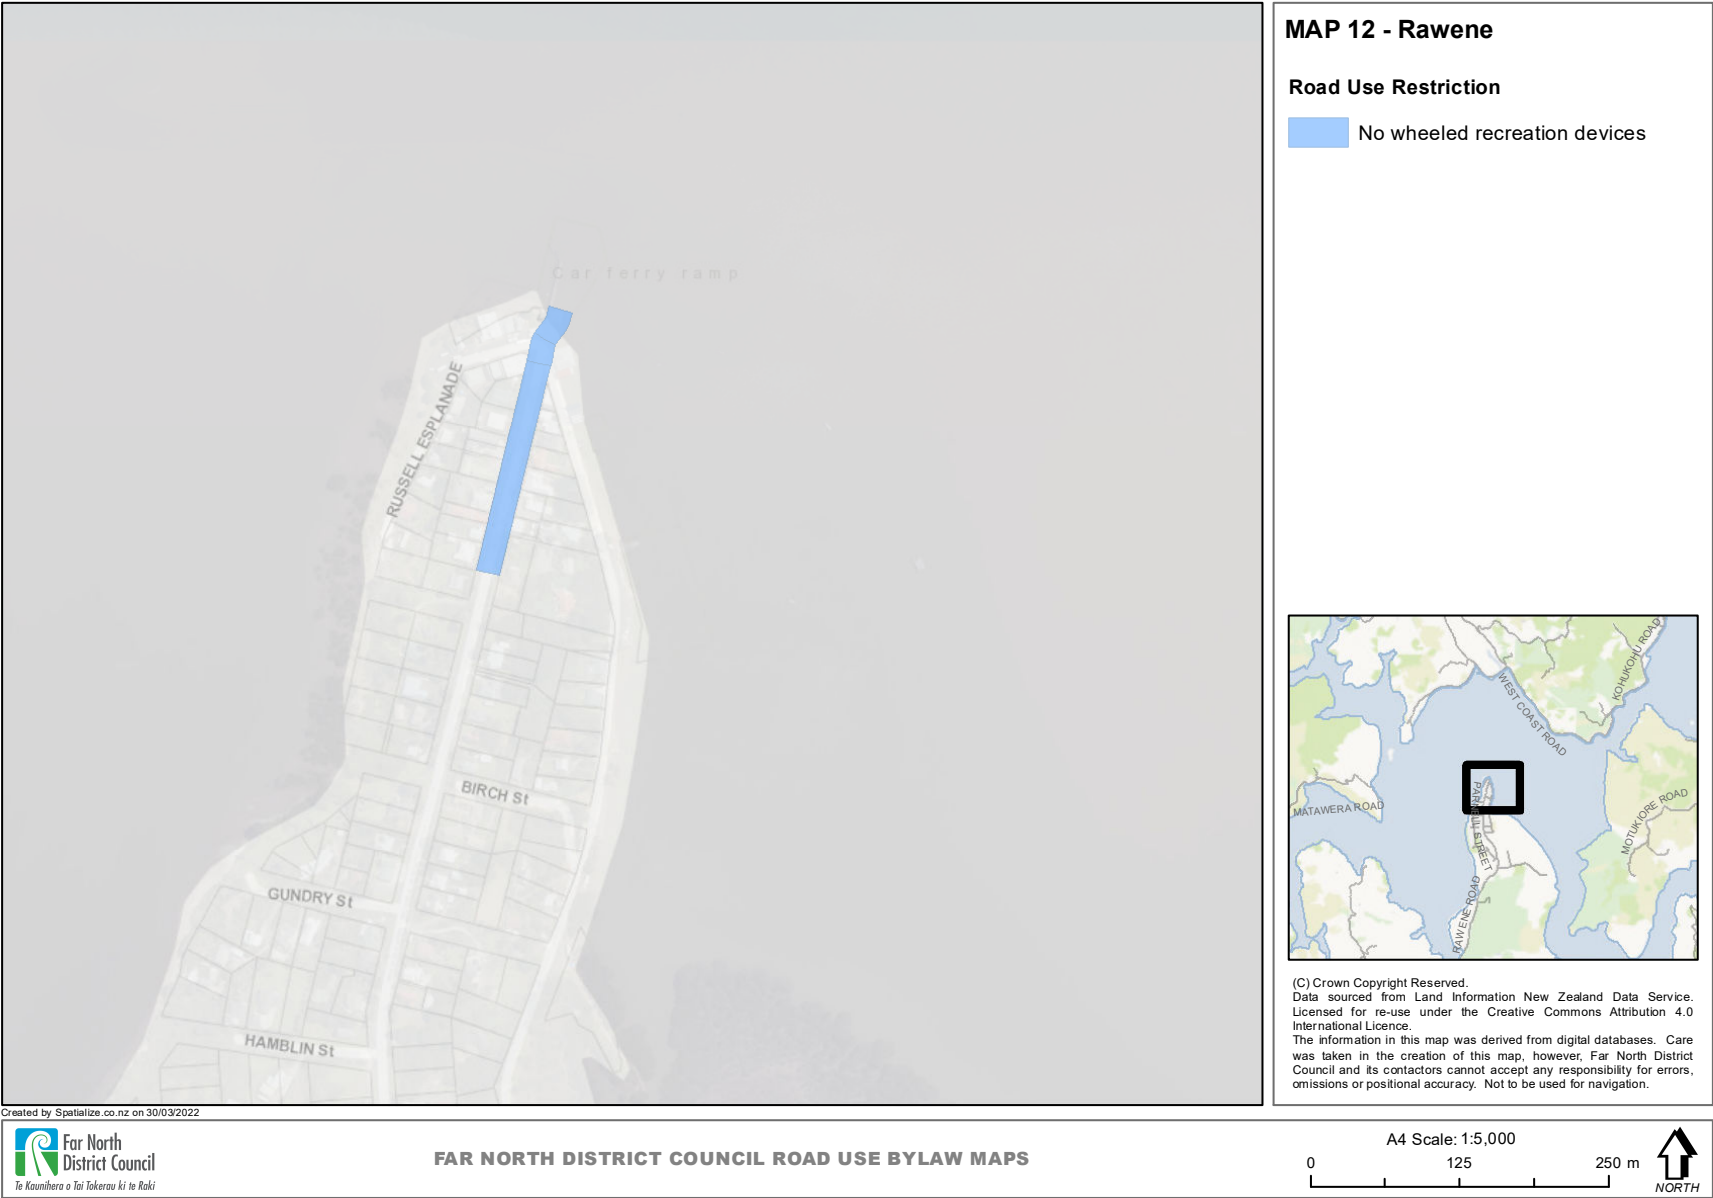 MAP 12 - Rawene
Road Use Restriction
No wheeled recreation devices
Car ferry ramp
RUSSELL ESPLANADE
BIRCH St
GUNDRY St
HAMBLIN St
WEST COAST ROAD
KOHUKOHU ROAD
MATAWERA ROAD
PARNELL STREET
MOTUKIORE ROAD
RAWENE ROAD
(C) Crown Copyright Reserved.
Data sourced from Land Information New Zealand Data Service.
Licensed for re-use under the Creative Commons Attribution 4.0
International Licence.
The information in this map was derived from digital databases. Care
was taken in the creation of this map, however, Far North District
Council and its contactors cannot accept any responsibility for errors,
omissions or positional accuracy. Not to be used for navigation.
Created by Spatialize.co.nz on 30/03/2022
Far North
District Council
Te Kaunihera o Tai Tokerau ki te Raki
FAR NORTH DISTRICT COUNCIL ROAD USE BYLAW MAPS
A4 Scale: 1:5,000
0 125 250 m
NORTH